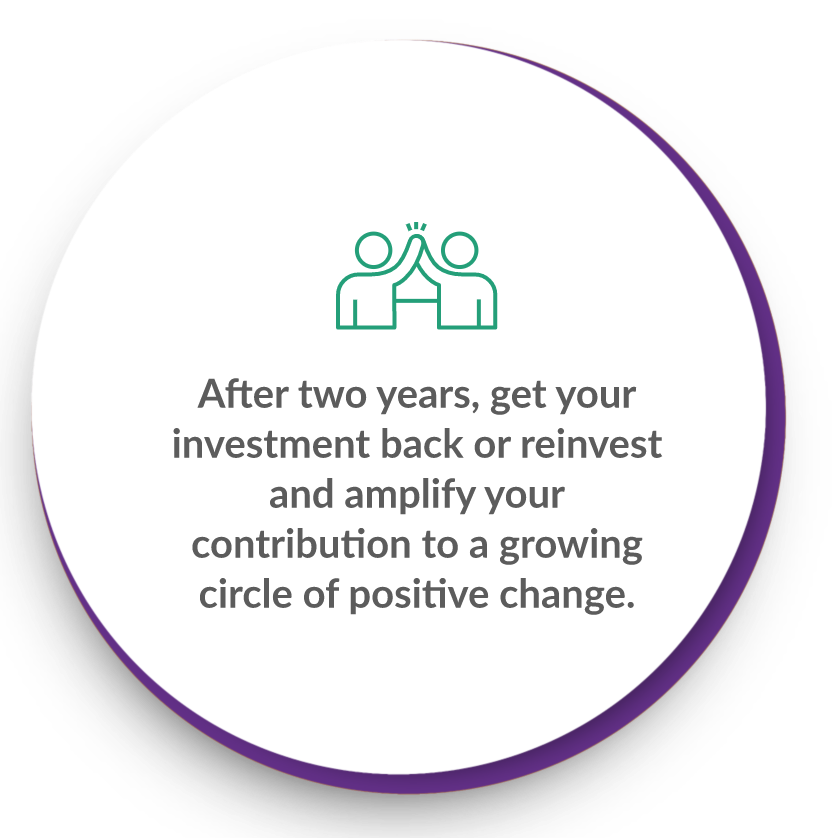 After two years, get your
investment back or reinvest
and amplify your
contribution to a growing
circle of positive change.